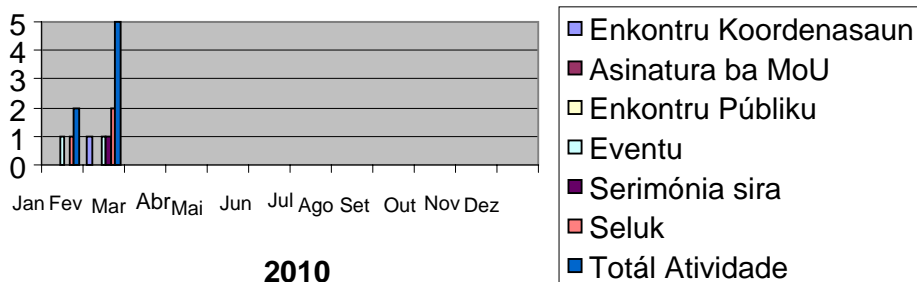 5
4
3
2
1
0
Jan Fev Mar Abr Mai Jun Jul Ago Set Out Nov Dez
2010
Enkontru Koordenasaun
Asinatura ba MoU
Enkontru Públiku
Eventu
Serimónia sira
Seluk
Totál Atividade